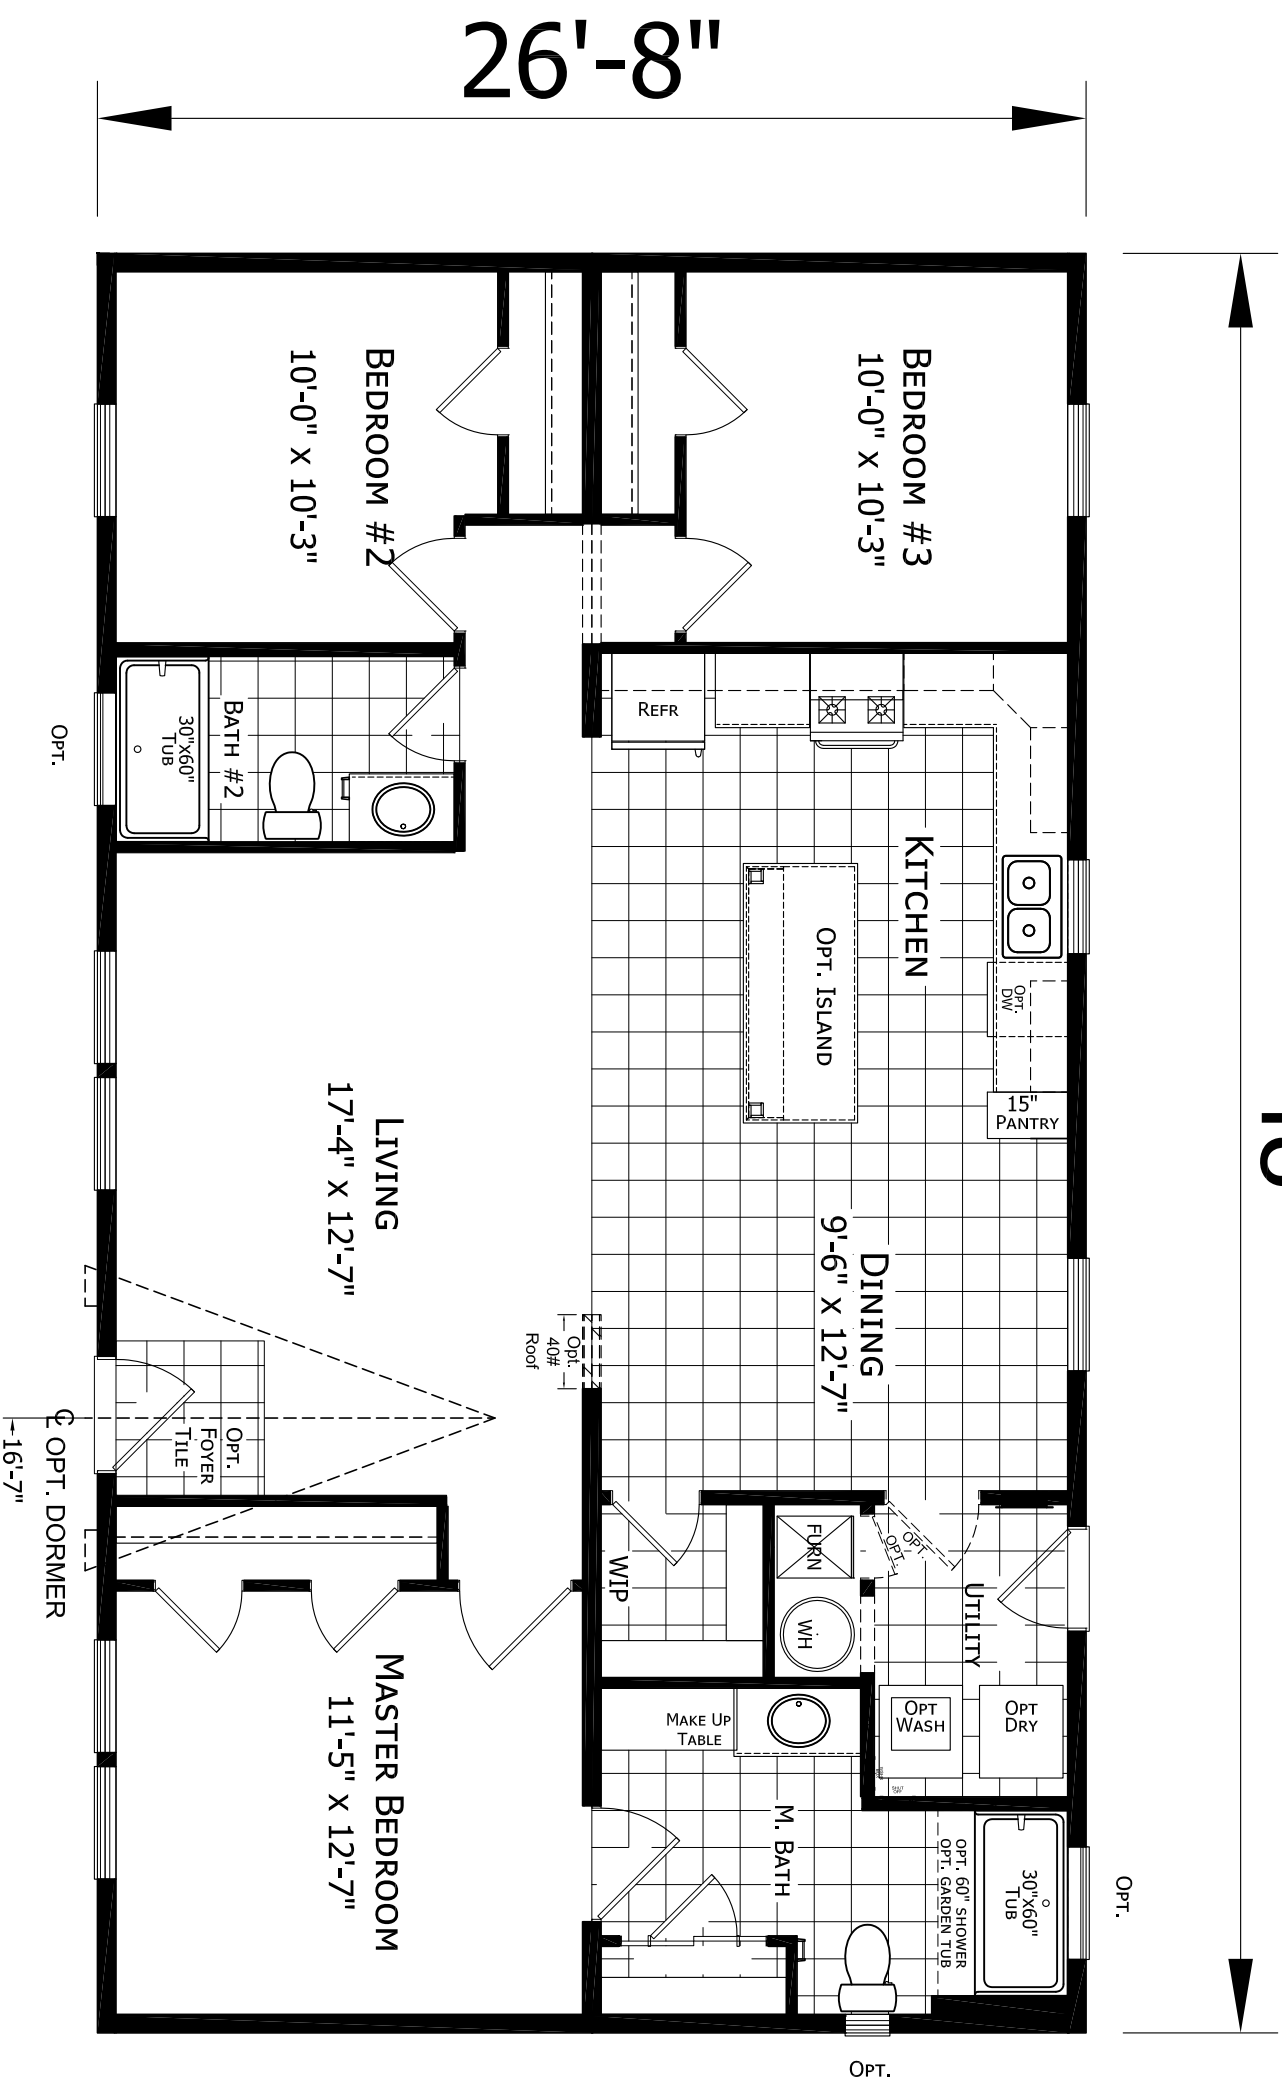 26'-8"
BEDROOM #2
10'-0" x 10'-3"
BEDROOM #3
10'-0" x 10'-3"
OPT.
BATH #2
30"x60"
TUB
REFR
KITCHEN
OPT. ISLAND
OPT.
DW
15"
PANTRY
LIVING
17'-4" x 12'-7"
DINING
9'-6" x 12'-7"
Opt.
40#
Roof
OPT.
FOYER
TILE
CL OPT. DORMER
16'-7"
WIP
FURN
WH
OPT.
OPT.
UTILITY
OPT
WASH
OPT
DRY
SHUT
OFF
MAKE UP
TABLE
MASTER BEDROOM
11'-5" x 12'-7"
M. BATH
OPT. 60" SHOWER
OPT. GARDEN TUB
30"x60"
TUB
OPT.
OPT.